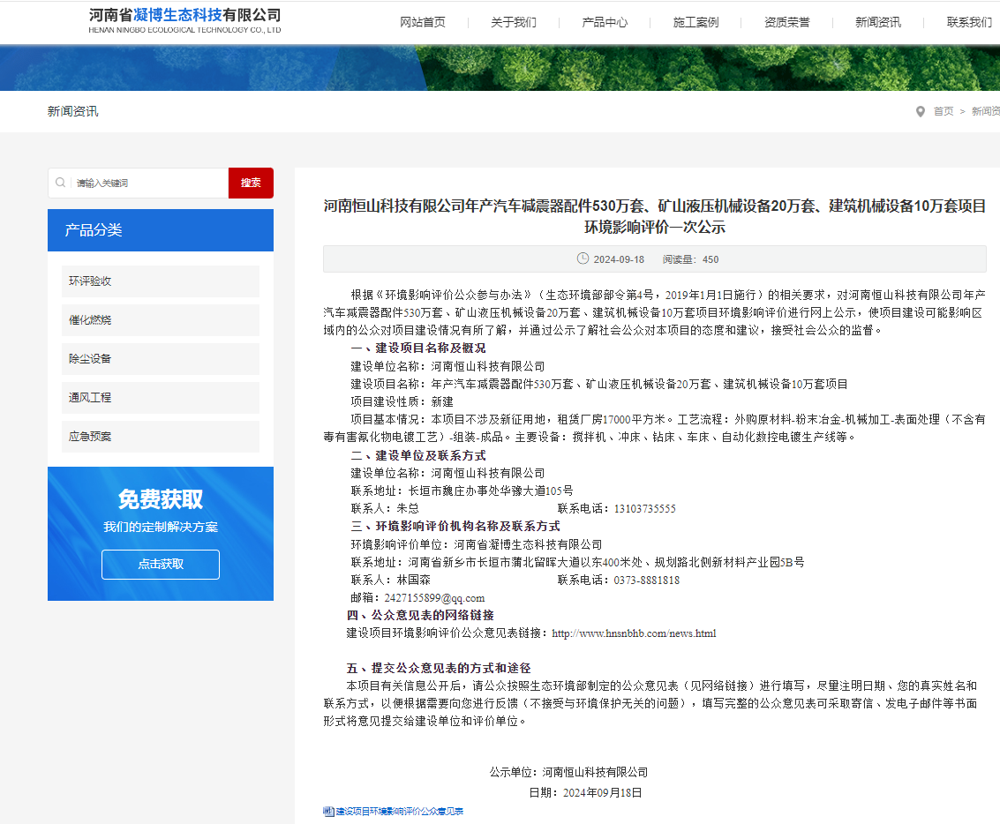 河南省凝博生态科技有限公司
HENAN NINGBO ECOLOGICAL TECHNOLOGY CO., LTD
网站首页
关于我们
产品中心
施工案例
资质荣誉
新闻资讯
联系我们
新闻资讯
首页 > 新闻资
请输入关键词
搜索
产品分类
环评验收
催化燃烧
除尘设备
通风工程
应急预案
免费获取
我们的定制解决方案
点击获取
河南恒山科技有限公司年产汽车减震器配件530万套、矿山液压机械设备20万套、建筑机械设备10万套项目
环境影响评价一次公示
2024-09-18 阅读量：450
根据《环境影响评价公众参与办法》（生态环境部部令第4号，2019年1月1日施行）的相关要求，对河南恒山科技有限公司年产
汽车减震器配件530万套、矿山液压机械设备20万套、建筑机械设备10万套项目环境影响评价进行网上公示，使项目建设可能影响区
域内的公众对项目建设情况有所了解，并通过公示了解社会公众对本项目的态度和建议，接受社会公众的监督。
一、建设项目名称及概况
建设单位名称：河南恒山科技有限公司
建设项目名称：年产汽车减震器配件530万套、矿山液压机械设备20万套、建筑机械设备10万套项目
项目建设性质：新建
项目基本情况：本项目不涉及新征用地，租赁厂房17000平方米。工艺流程：外购原材料-粉末冶金-机械加工-表面处理（不含有
毒有害氰化物电镀工艺）-组装-成品。主要设备：搅拌机、冲床、钻床、车床、自动化数控电镀生产线等。
二、建设单位及联系方式
建设单位名称：河南恒山科技有限公司
联系地址：长垣市魏庄办事处华豫大道105号
联系人：朱总 联系电话：13103735555
三、环境影响评价机构名称及联系方式
环境影响评价单位：河南省凝博生态科技有限公司
联系地址：河南省新乡市长垣市蒲北留晖大道以东400米处、规划路北侧新材料产业园5B号
联系人：林国森 联系电话：0373-8881818
邮箱：2427155899@qq.com
四、公众意见表的网络链接
建设项目环境影响评价公众意见表链接：http://www.hnsnbhb.com/news.html
五、提交公众意见表的方式和途径
本项目有关信息公开后，请公众按照生态环境部制定的公众意见表（见网络链接）进行填写，尽量注明日期、您的真实姓名和
联系方式，以便根据需要向您进行反馈（不接受与环境保护无关的问题），填写完整的公众意见表可采取寄信、发电子邮件等书面
形式将意见提交给建设单位和评价单位。
公示单位：河南恒山科技有限公司
日期：2024年09月18日
建设项目环境影响评价公众意见表